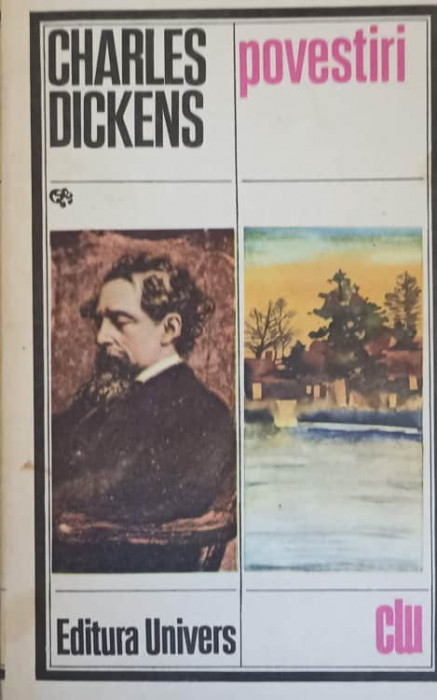 CHARLES
DICKENS
povestiri
Editura Univers
clu